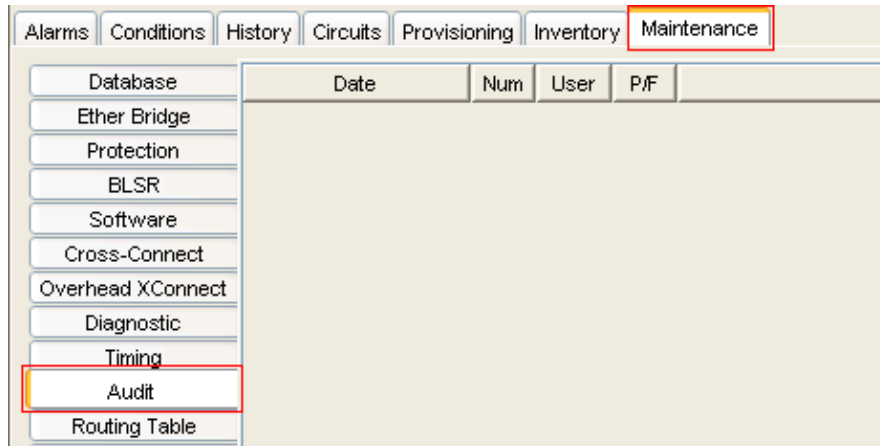 Alarms Conditions History Circuits Provisioning Inventory Maintenance
Database
Date Num User P/F
Ether Bridge
Protection
BLSR
Software
Cross-Connect
Overhead XConnect
Diagnostic
Timing
Audit
Routing Table